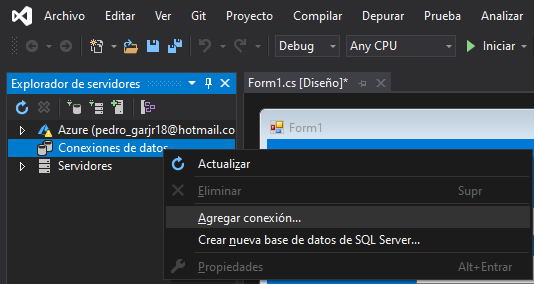 Archivo Editar Ver Git Proyecto Compilar Depurar Prueba Analizar
Debug Any CPU Iniciar
Explorador de servidores
Form1.cs [Diseño]*
Azure (pedro_garjr18@hotmail.co
Form1
Conexiones de datos
Servidores
Actualizar
Eliminar Supr
Agregar conexión...
Crear nueva base de datos de SQL Server...
Propiedades Alt+Entrar